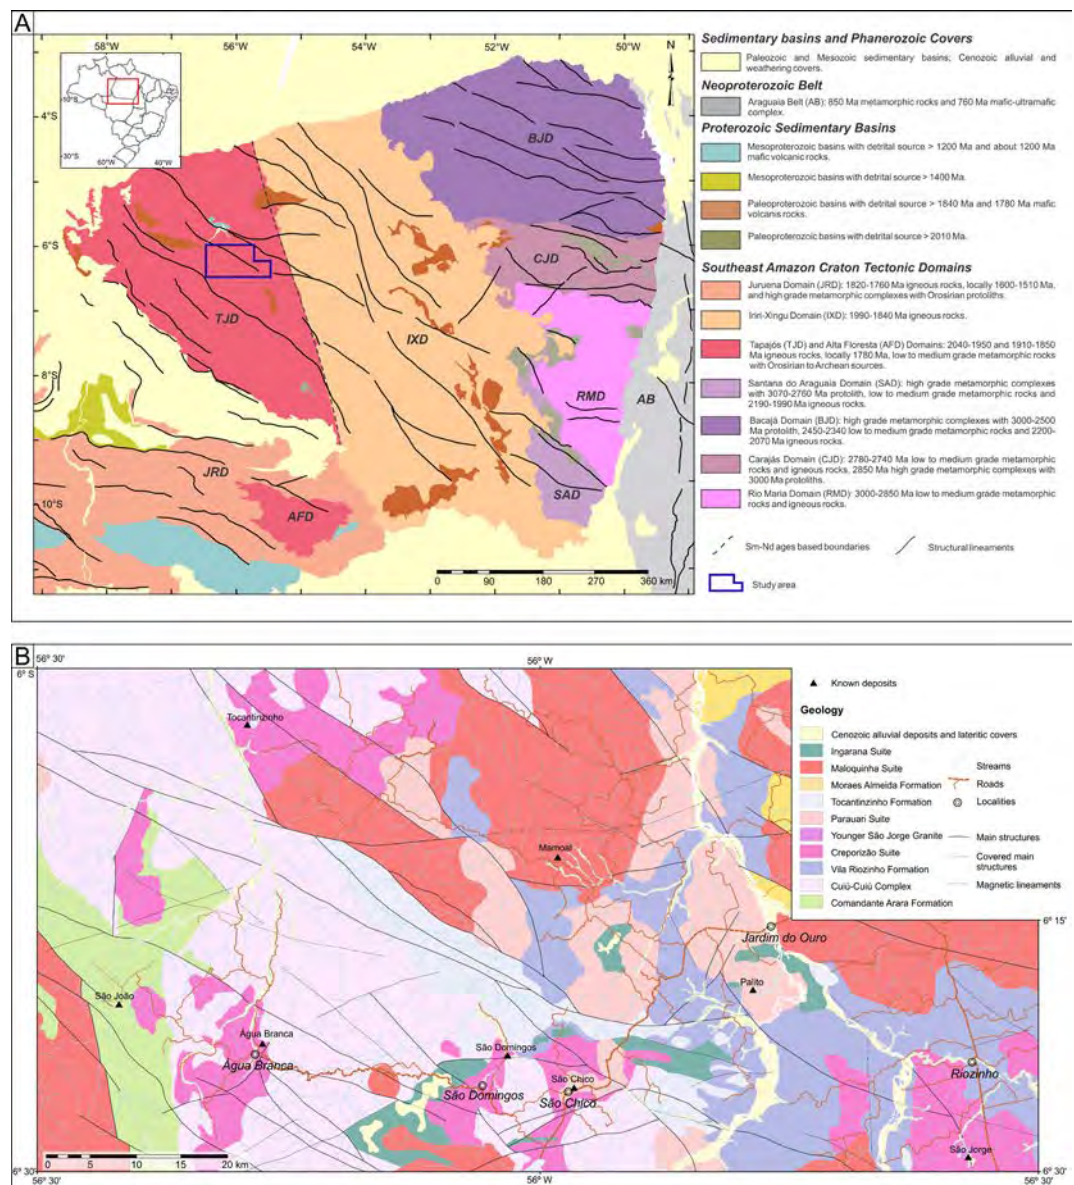 A
58°W
56°W
54°W
52°W
50°W
N
10°S
30°S
60°W
40°W
4°S
6°S
8°S
10°S
BJD
CJD
TJD
IXD
RMD
AB
SAD
JRD
AFD
0 90 180 270 360 km
Sedimentary basins and Phanerozoic Covers
Paleozoic and Mesozoic sedimentary basins; Cenozoic alluvial and
weathering covers.
Neoproterozoic Belt
Araguaia Belt (AB): 850 Ma metamorphic rocks and 760 Ma mafic-ultramafic
complex.
Proterozoic Sedimentary Basins
Mesoproterozoic basins with detrital source > 1200 Ma and about 1200 Ma
mafic volcanic rocks.
Mesoproterozoic basins with detrital source > 1400 Ma.
Paleoproterozoic basins with detrital source > 1840 Ma and 1780 Ma mafic
volcanis rocks.
Paleoproterozoic basins with detrital source > 2010 Ma.
Southeast Amazon Craton Tectonic Domains
Juruena Domain (JRD): 1820-1760 Ma igneous rocks, locally 1600-1510 Ma,
and high grade metamorphic complexes with Orosirian protoliths.
Iriri-Xingu Domain (IXD): 1990-1840 Ma igneous rocks.
Tapajós (TJD) and Alta Floresta (AFD) Domains: 2040-1950 and 1910-1850
Ma igneous rocks, locally 1780 Ma, low to medium grade metamorphic rocks
with Orosirian to Archean sources.
Santana do Araguaia Domain (SAD): high grade metamorphic complexes
with 3070-2760 Ma protolith, low to medium grade metamorphic rocks and
2190-1990 Ma igneous rocks.
Bacajá Domain (BJD): high grade metamorphic complexes with 3000-2500
Ma protolith, 2450-2340 low to medium grade metamorphic rocks and 2200-
2070 Ma igneous rocks.
Carajás Domain (CJD): 2780-2740 Ma low to medium grade metamorphic
rocks and igneous rocks, 2850 Ma high grade metamorphic complexes with
3000 Ma protoliths.
Rio Maria Domain (RMD): 3000-2850 Ma low to medium grade metamorphic
rocks and igneous rocks.
Sm-Nd ages based boundaries
Structural lineaments
Study area
B
56° 30'
56° W
6° S
Tocantinzinho
Mamoal
Jardim do Ouro
Palito
São João
Água Branca
Água Branca
São Domingos
São Domingos
São Chico
São Chico
Riozinho
São Jorge
6° 15'
Known deposits
Geology
Cenozoic alluvial deposits and lateritic covers
Ingarana Suite
Maloquinha Suite
Moraes Almeida Formation
Tocantinzinho Formation
Parauari Suite
Younger São Jorge Granite
Creporizão Suite
Vila Riozinho Formation
Cuiú-Cuiú Complex
Comandante Arara Formation
Streams
Roads
Localities
Main structures
Covered main
structures
Magnetic lineaments
0 5 10 15 20 km
6° 30'
56° 30'
56° W
56° 30'
6° 30'